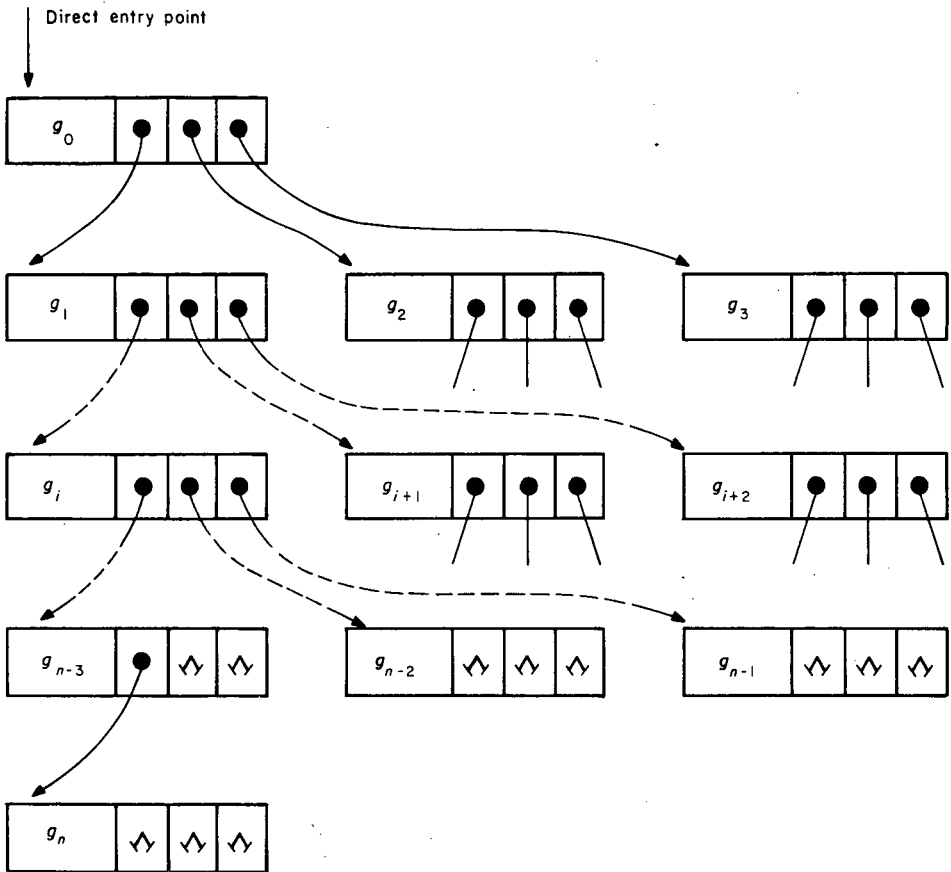 Direct entry point
g₀
g₁ g₂ g₃
gᵢ gᵢ₊₁ gᵢ₊₂
gₙ₋₃ Λ Λ gₙ₋₂ Λ Λ Λ gₙ₋₁ Λ Λ Λ
gₙ Λ Λ Λ